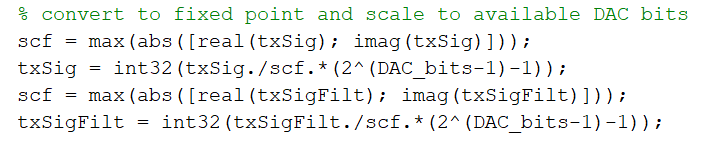 % convert to fixed point and scale to available DAC bits
scf = max(abs([real(txSig); imag(txSig)]));
txSig = int32(txSig./scf.*(2^(DAC_bits-1)-1));
scf = max(abs([real(txSigFilt); imag(txSigFilt)]));
txSigFilt = int32(txSigFilt./scf.*(2^(DAC_bits-1)-1));